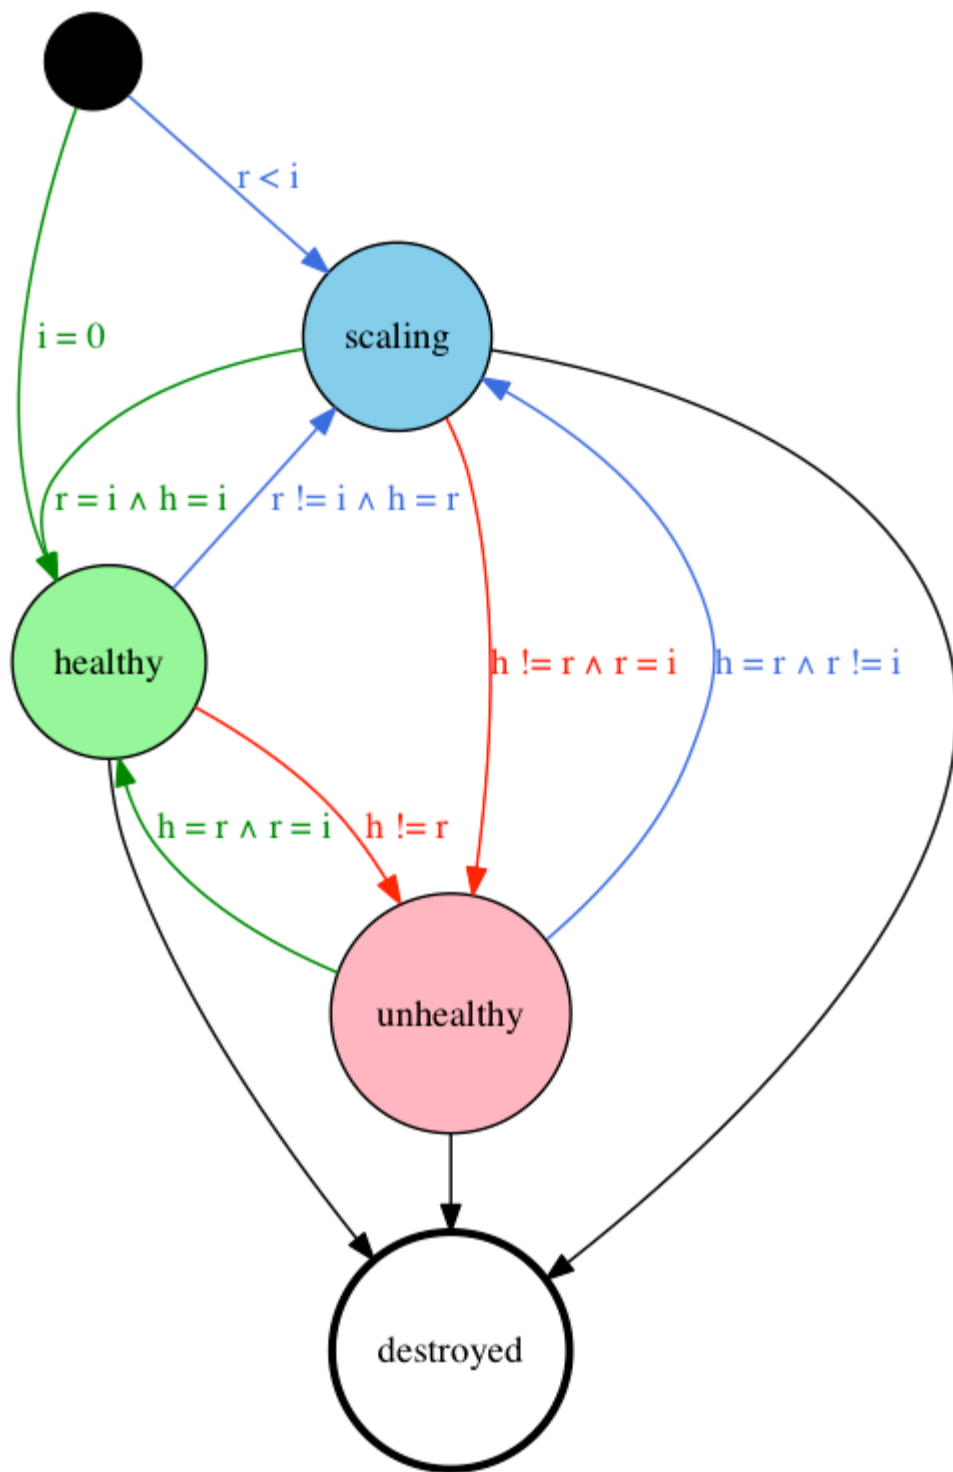 r < i
i = 0
scaling
r = i ∧ h = i
r != i ∧ h = r
healthy
h != r ∧ r = i
h = r ∧ r != i
h = r ∧ r = i
h != r
unhealthy
destroyed